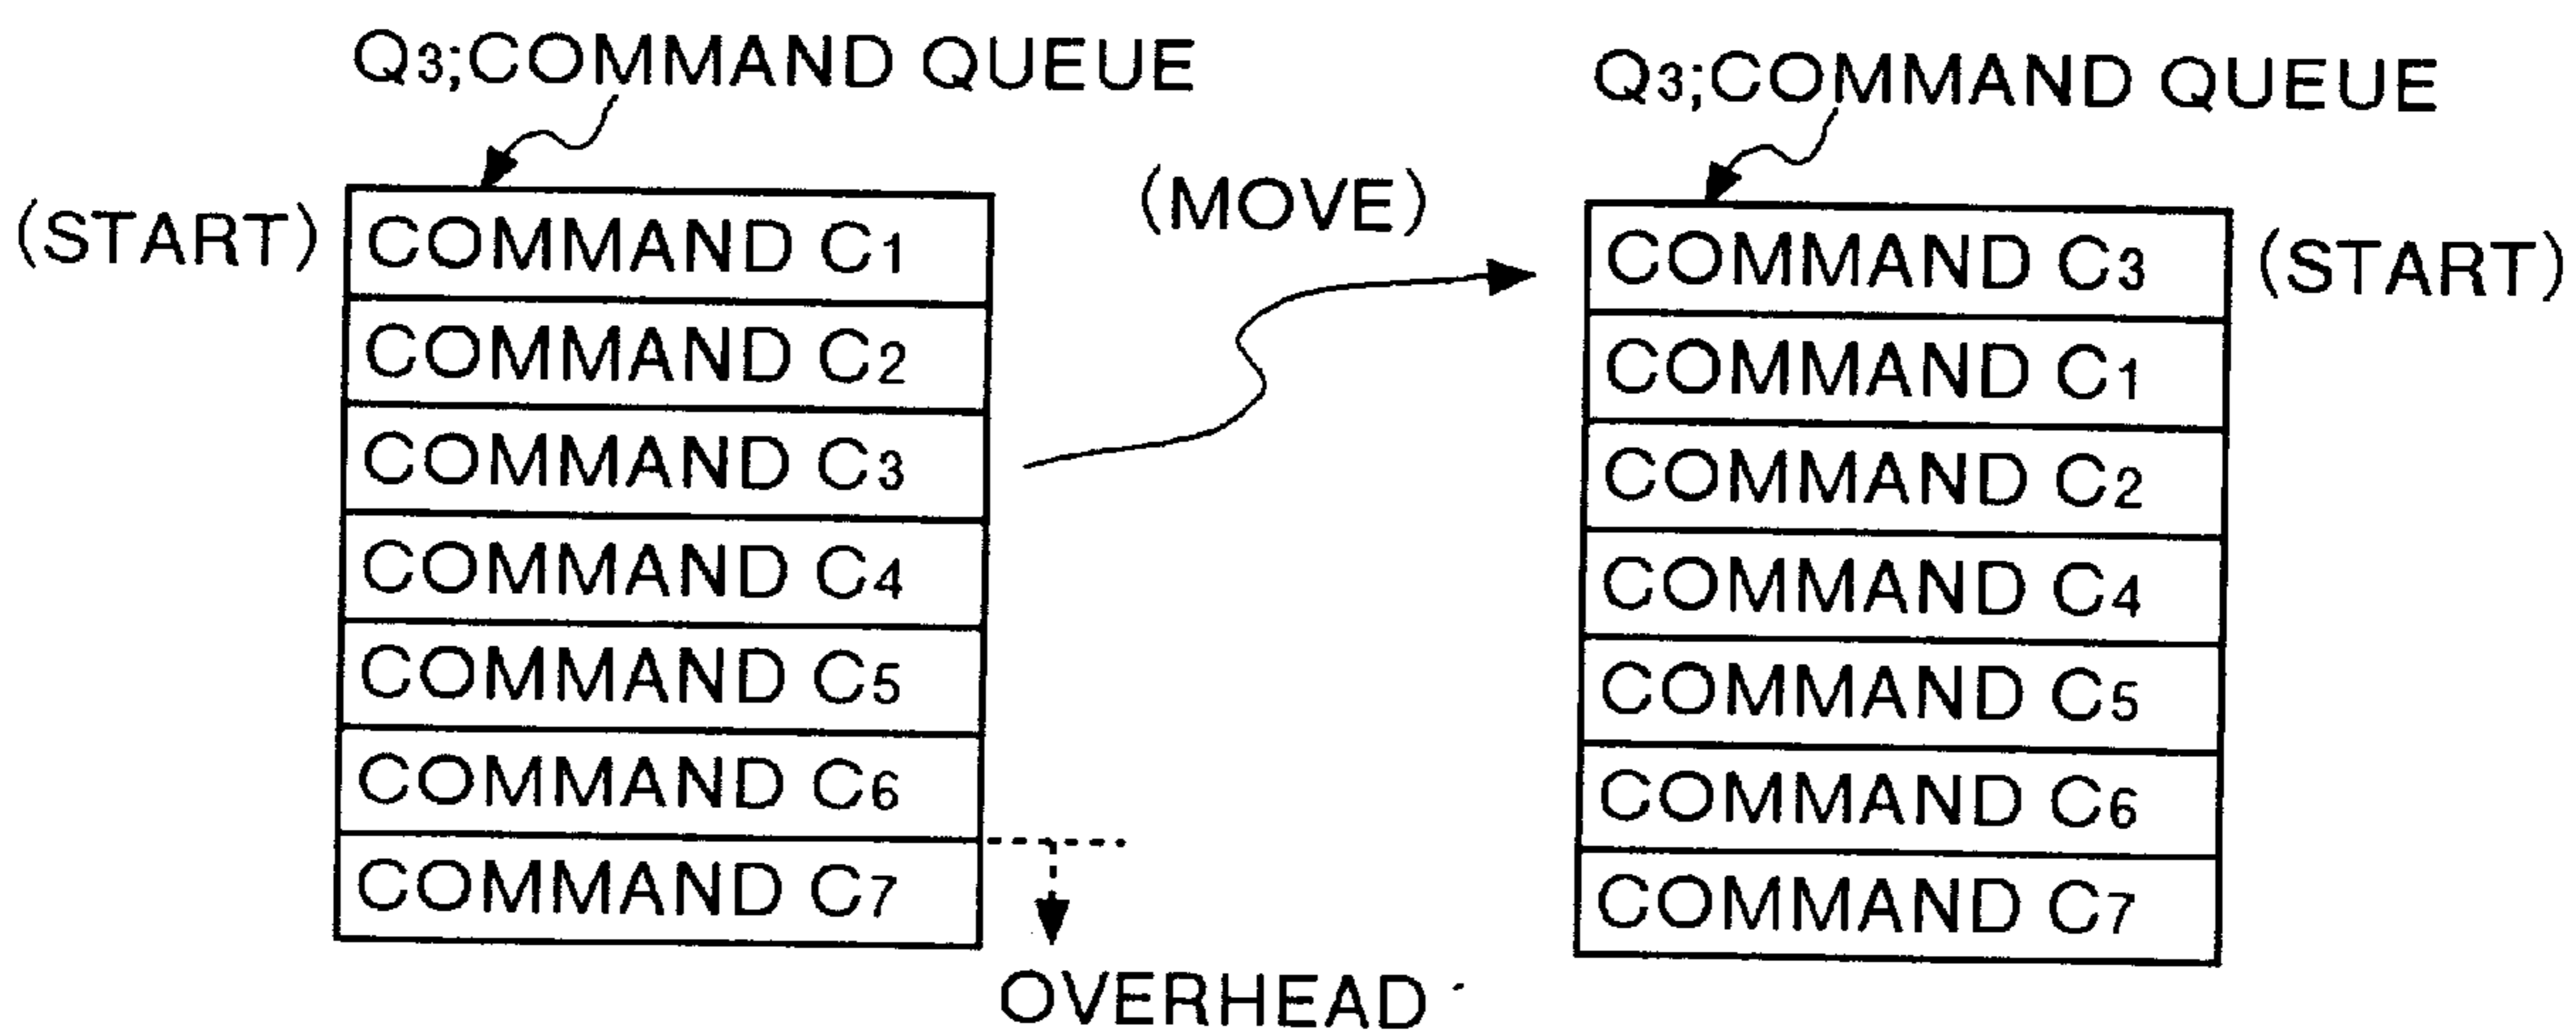 Q3;COMMAND QUEUE
(START)
COMMAND C1
COMMAND C2
COMMAND C3
COMMAND C4
COMMAND C5
COMMAND C6
COMMAND C7
OVERHEAD
(MOVE)
Q3;COMMAND QUEUE
COMMAND C3
(START)
COMMAND C1
COMMAND C2
COMMAND C4
COMMAND C5
COMMAND C6
COMMAND C7